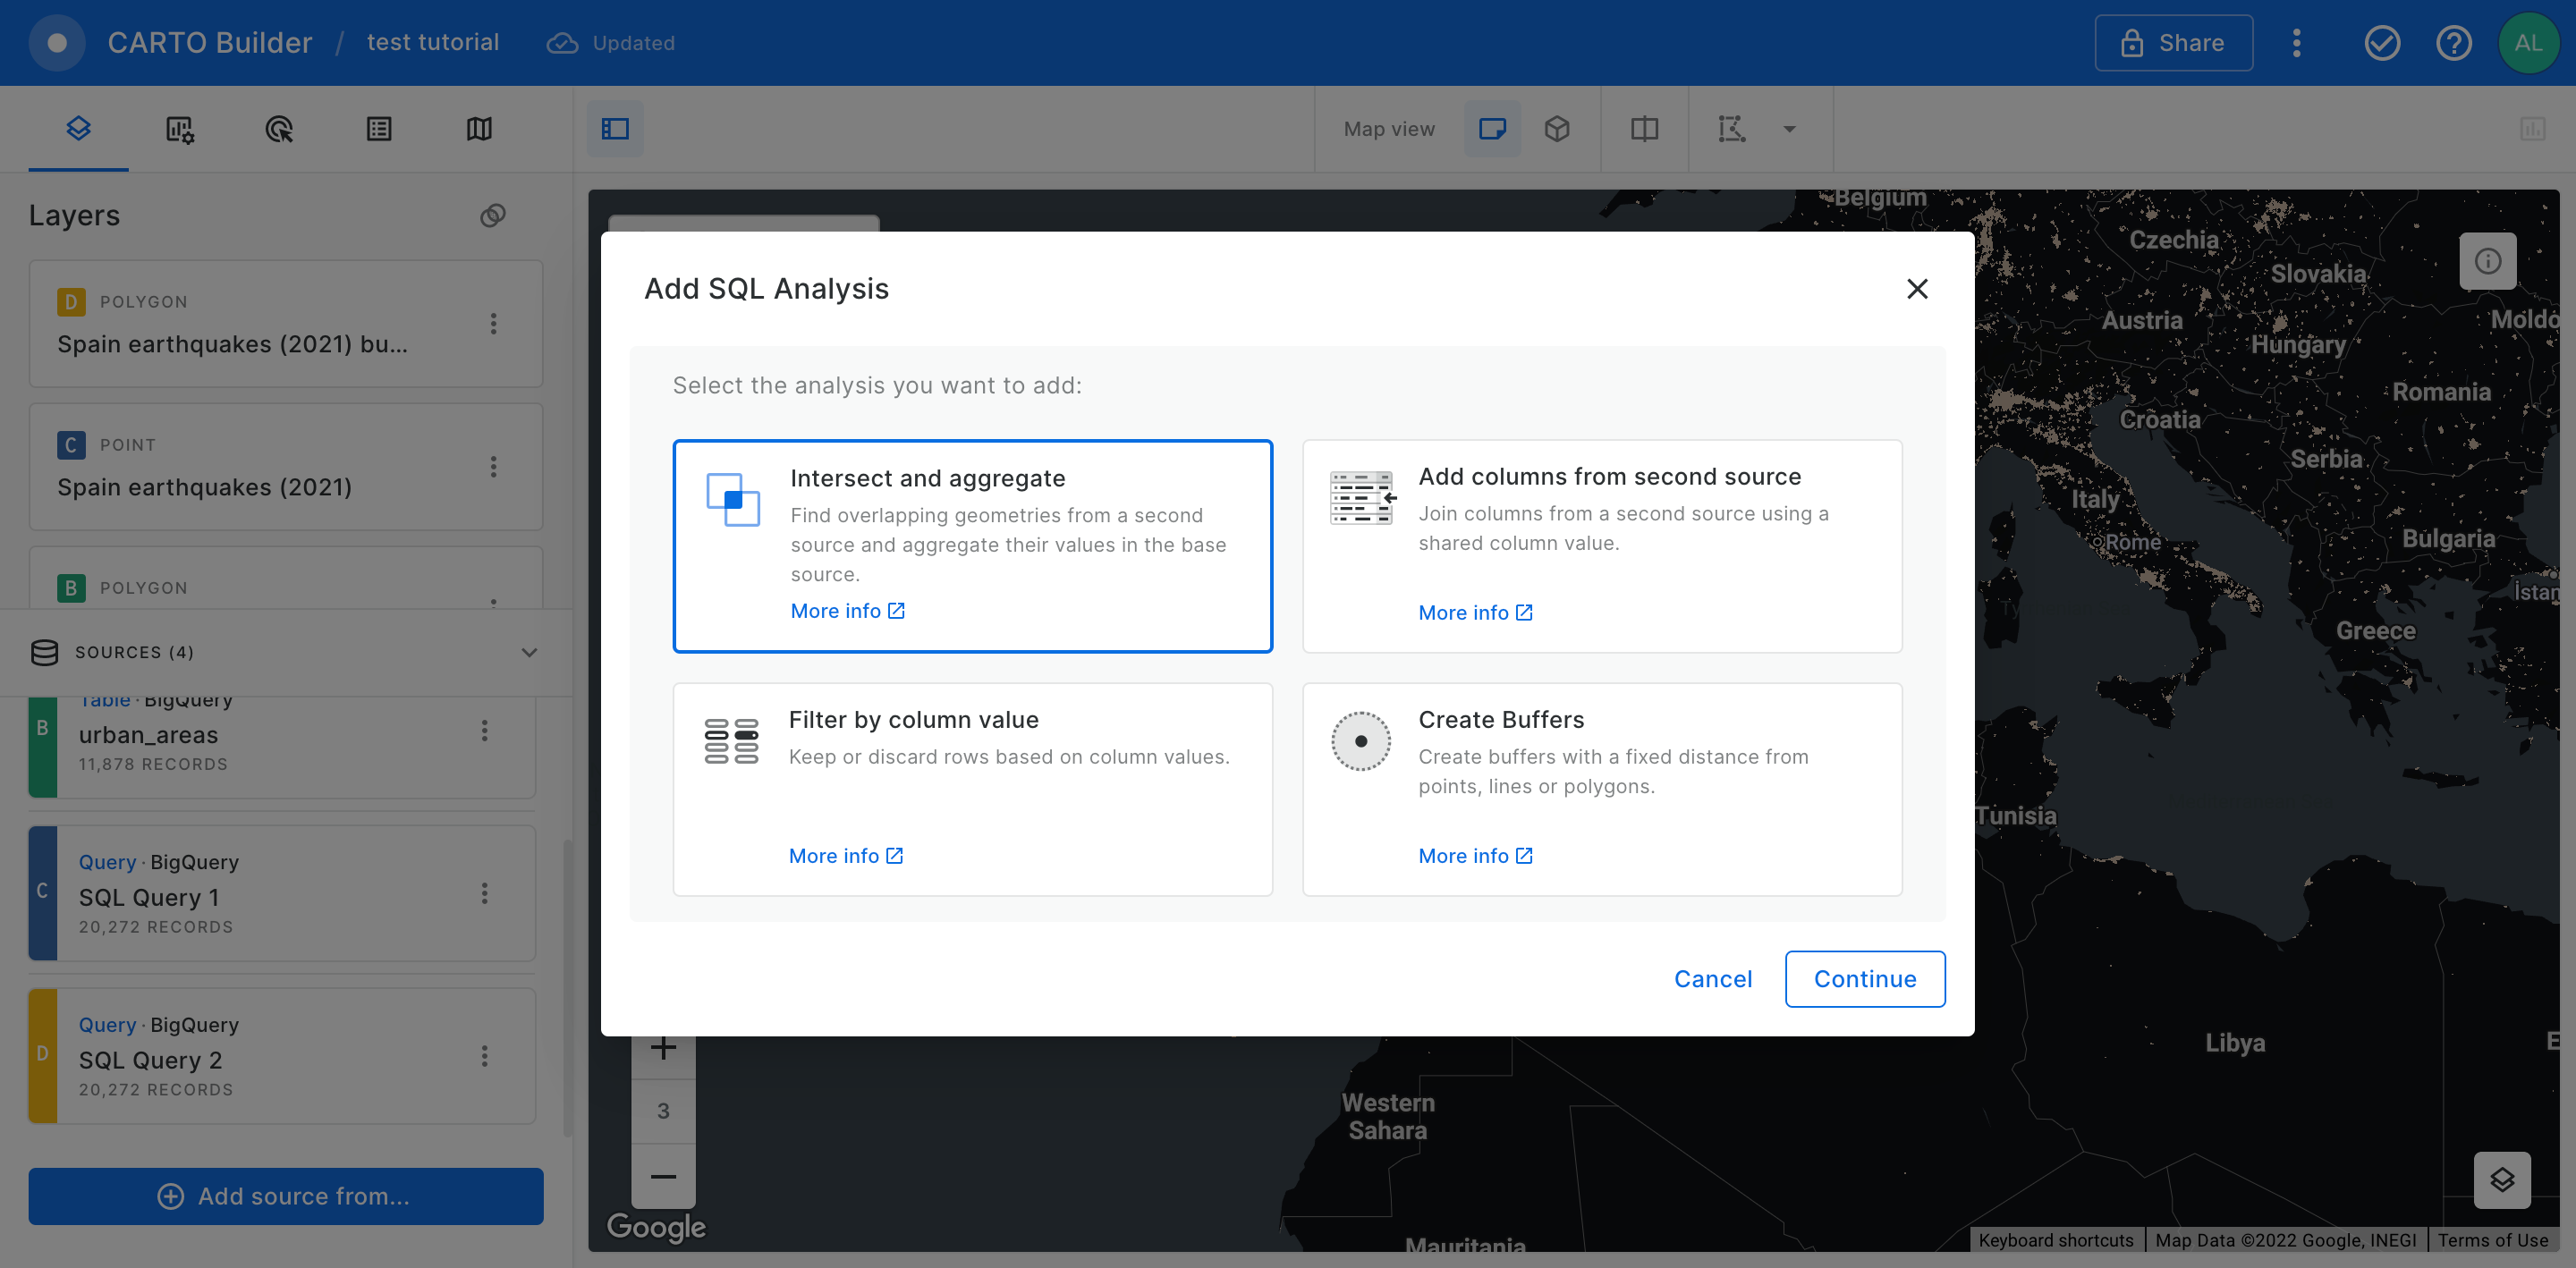 CARTO Builder / test tutorial Updated
Share
AL
Map view
Layers
D POLYGON
Spain earthquakes (2021) bu...
C POINT
Spain earthquakes (2021)
B POLYGON
SOURCES (4)
Table · BigQuery
B
urban_areas
11,878 RECORDS
Query · BigQuery
C
SQL Query 1
20,272 RECORDS
Query · BigQuery
D
SQL Query 2
20,272 RECORDS
Add source from...
Add SQL Analysis
Select the analysis you want to add:
Intersect and aggregate
Find overlapping geometries from a second
source and aggregate their values in the base
source.
More info
Add columns from second source
Join columns from a second source using a
shared column value.
More info
Filter by column value
Keep or discard rows based on column values.
More info
Create Buffers
Create buffers with a fixed distance from
points, lines or polygons.
More info
Cancel
Continue
Belgium
Czechia
Slovakia
Austria
Moldo
Hungary
Romania
Croatia
Serbia
Italy
Rome
Bulgaria
Istan
Greece
Tunisia
Libya
E
Western
Sahara
Mauritania
3
Google
Keyboard shortcuts
Map Data ©2022 Google, INEGI
Terms of Use